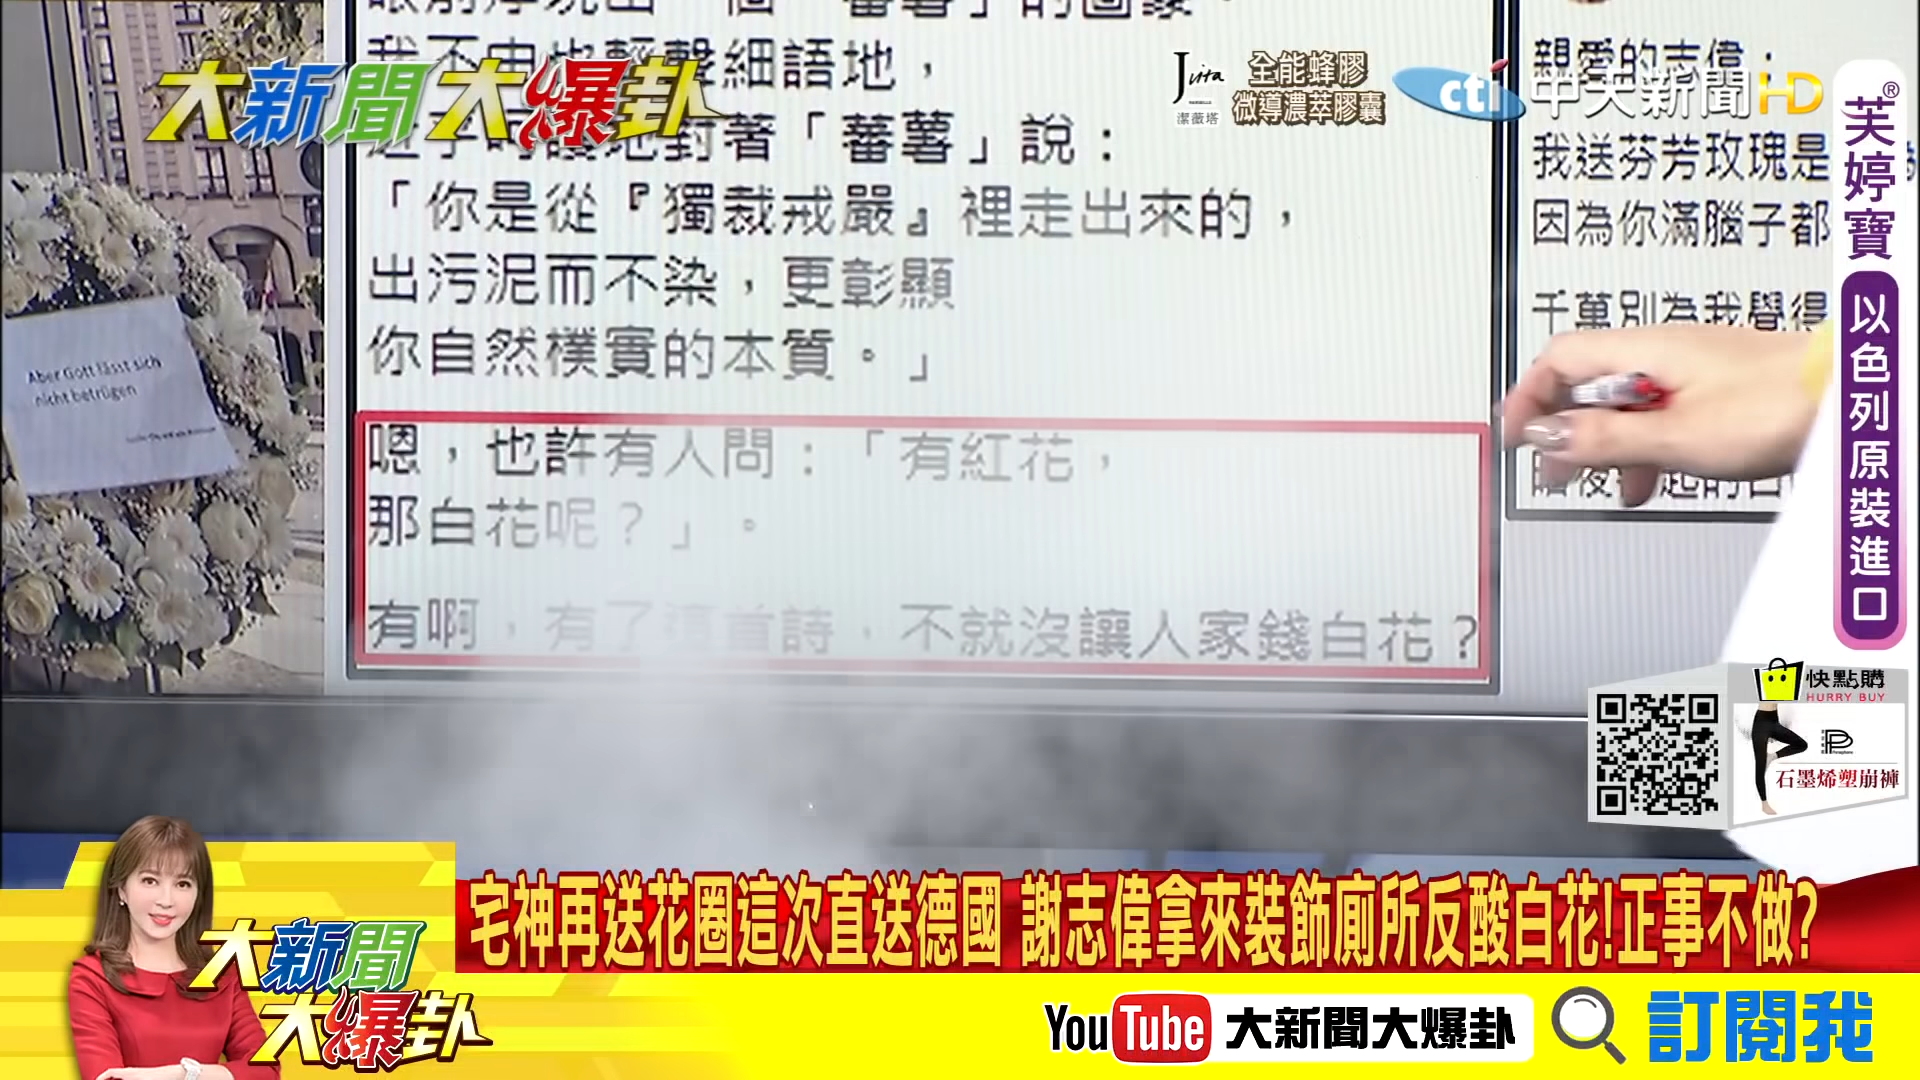 我不由也輕聲細語地，
「蕃薯」說：
「你是從『獨裁戒嚴』裡走出來的，
出污泥而不染，更彰顯
你自然樸實的本質。」
嗯，也許有人問：「有紅花，
那白花呢？」。
有啊，有了這首詩，不就沒讓人家錢白花？
親愛的志偉：
我送芬芳玫瑰是
因為你滿腦子都
千萬別為我覺得
Aber Gott lässt sich
nicht betrügen
大新聞大爆卦
Jvita
潔薇塔
全能蜂膠
微導濃萃膠囊
cti 中天新聞HD
芙婷寶®
以色列原裝進口
快點購
HURRY BUY
石墨烯塑崩褲
宅神再送花圈這次直送德國 謝志偉拿來裝飾廁所反酸白花!正事不做?
大新聞
大爆卦
YouTube 大新聞大爆卦
訂閱我